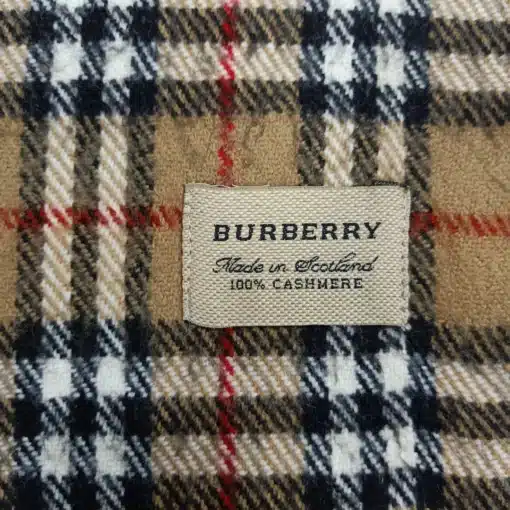 BURBERRY
Made in Scotland
100% CASHMERE